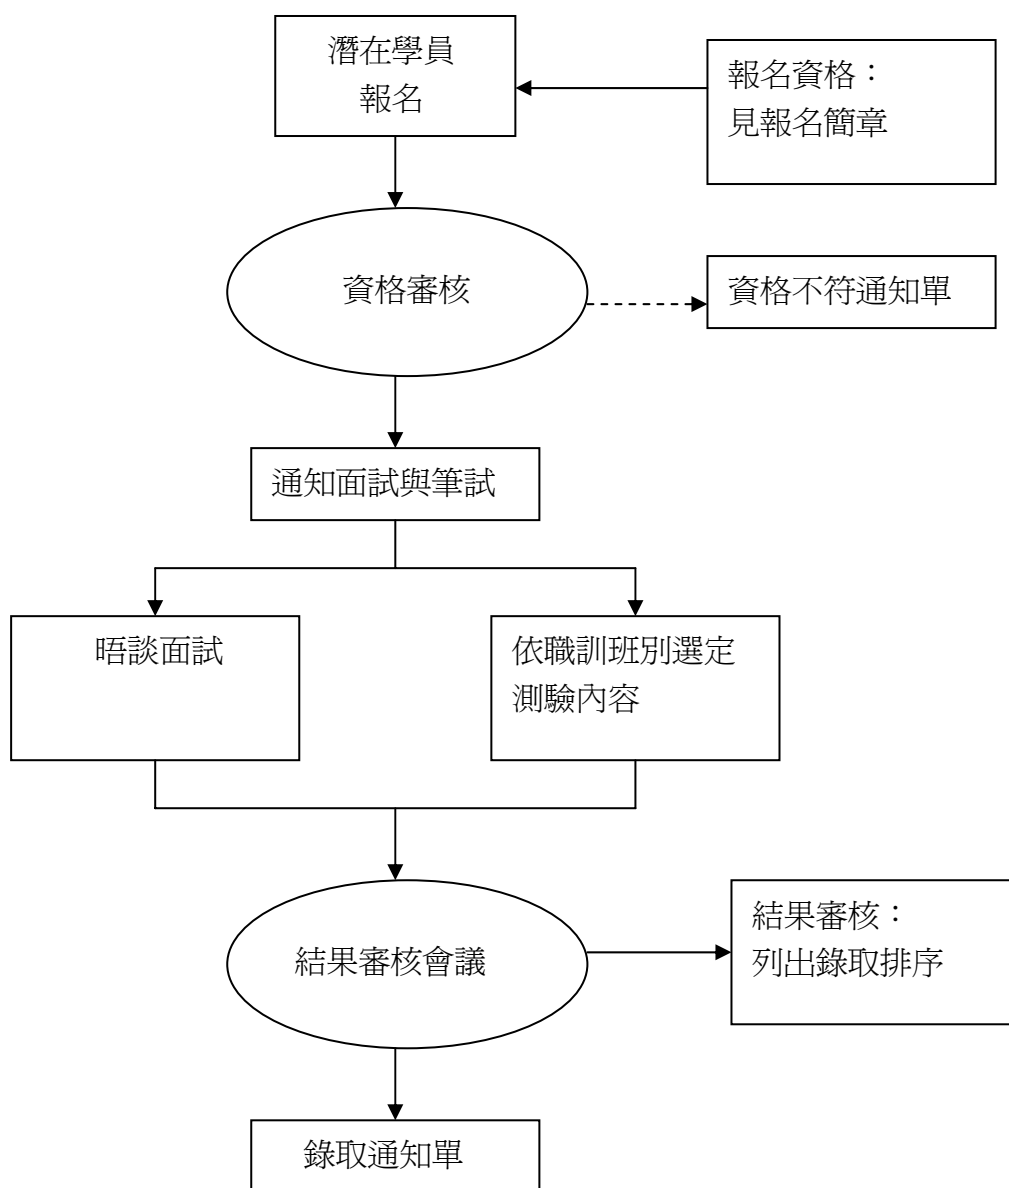 潛在學員
報名
報名資格：
見報名簡章
資格審核
資格不符通知單
通知面試與筆試
晤談面試
依職訓班別選定
測驗內容
結果審核會議
結果審核：
列出錄取排序
錄取通知單